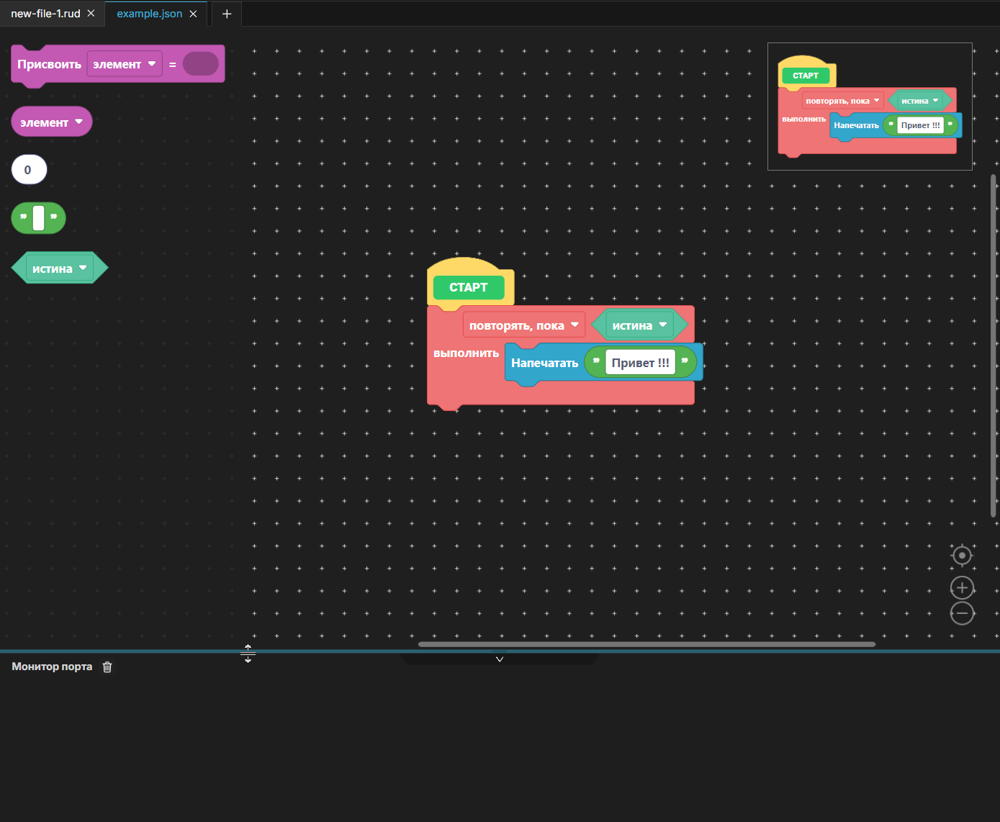 new-file-1.rud
example.json
Присвоить элемент =
элемент
0
” ”
истина
СТАРТ
повторять, пока истина
выполнить Напечатать ” Привет !!! ”
СТАРТ
повторять, пока истина
выполнить Напечатать ” Привет !!! ”
Монитор порта